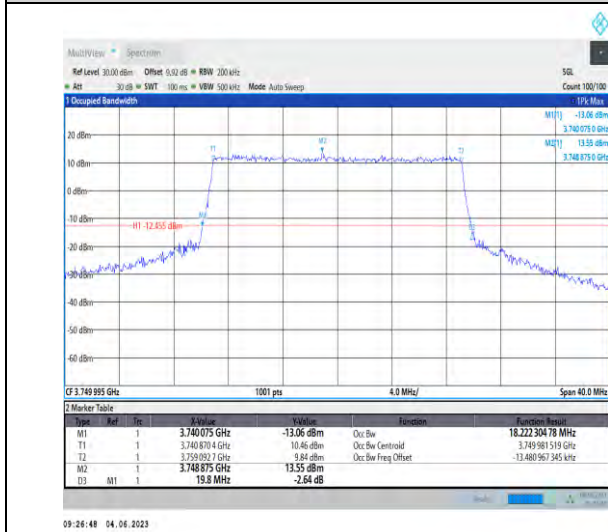 MultiView Spectrum
Ref Level 30.00 dBm Offset 9.92 dB RBW 200 kHz SGL
Att 30 dB SWT 100 ms VBW 500 kHz Mode Auto Sweep Count 100/100
1 Occupied Bandwidth 1Pk Max
M1[1] -13.06 dBm
3.740 075 0 GHz
M2[1] 13.55 dBm
3.748 875 0 GHz
20 dBm
T1 M2 T2
10 dBm
0 dBm
-10 dBm
M1
H1 -12.455 dBm
-20 dBm
-30 dBm
-40 dBm
-50 dBm
-60 dBm
CF 3.749 995 GHz 1001 pts 4.0 MHz/ Span 40.0 MHz
2 Marker Table
Type Ref Trc X-Value Y-Value Function Function Result
M1 1 3.740 075 GHz -13.06 dBm Occ Bw 18.222 304 78 MHz
T1 1 3.740 870 4 GHz 10.46 dBm Occ Bw Centroid 3.749 981 519 GHz
T2 1 3.759 092 7 GHz 9.84 dBm Occ Bw Freq Offset -13.480 967 345 kHz
M2 1 3.748 875 GHz 13.55 dBm
D3 M1 1 19.8 MHz -2.64 dB
09:26:48 04.06.2023